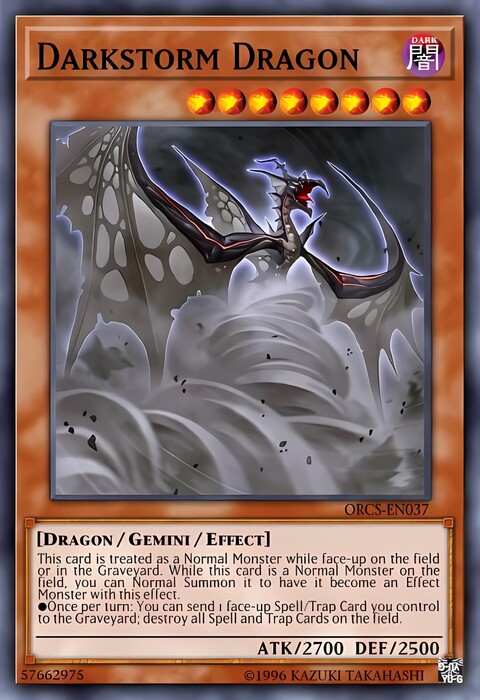 DARKSTORM DRAGON
DARK
闇
ORCS-EN037
[DRAGON / GEMINI / EFFECT]
This card is treated as a Normal Monster while face-up on the field
or in the Graveyard. While this card is a Normal Monster on the
field, you can Normal Summon it to have it become an Effect
Monster with this effect.
●Once per turn: You can send 1 face-up Spell/Trap Card you control
to the Graveyard; destroy all Spell and Trap Cards on the field.
ATK/2700 DEF/2500
57662975
©1996 KAZUKI TAKAHASHI